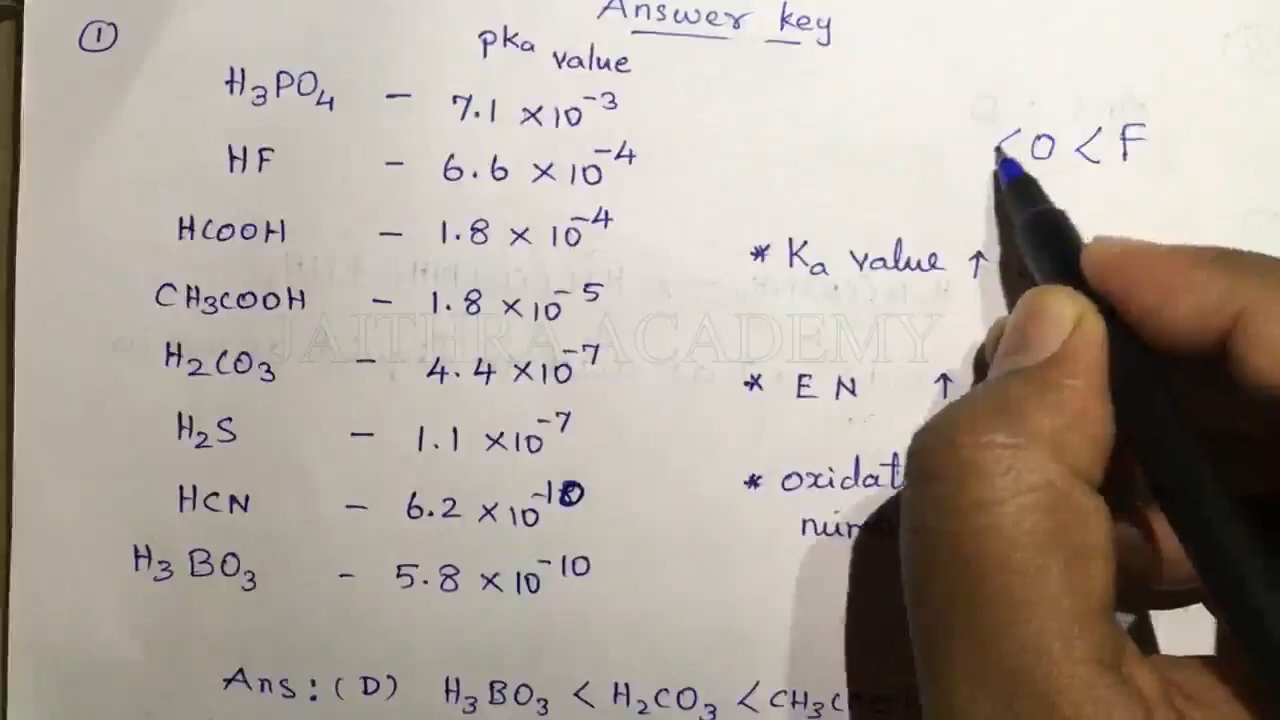 Answer key
①
pKa value
H₃PO₄ – 7.1 × 10⁻³
HF – 6.6 × 10⁻⁴
HCOOH – 1.8 × 10⁻⁴
CH₃COOH – 1.8 × 10⁻⁵
H₂CO₃ – 4.4 × 10⁻⁷
H₂S – 1.1 × 10⁻⁷
HCN – 6.2 × 10⁻¹⁰
H₃BO₃ – 5.8 × 10⁻¹⁰
Ans : (D) H₃BO₃ < H₂CO₃ < CH₃C
< O < F
* Ka value ↑
* EN ↑
* oxidat
JAITHRA ACADEMY